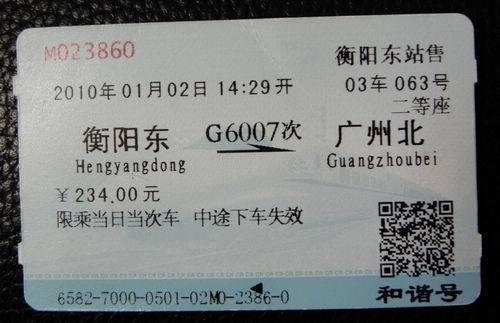 M023860
衡阳东站售
2010年01月02日 14:29开
03车 063号
二等座
衡阳东 G6007次 广州北
Hengyangdong Guangzhoubei
¥ 234.00元
限乘当日当次车 中途下车失效
6582-7000-0501-02M0-2386-0
和谐号